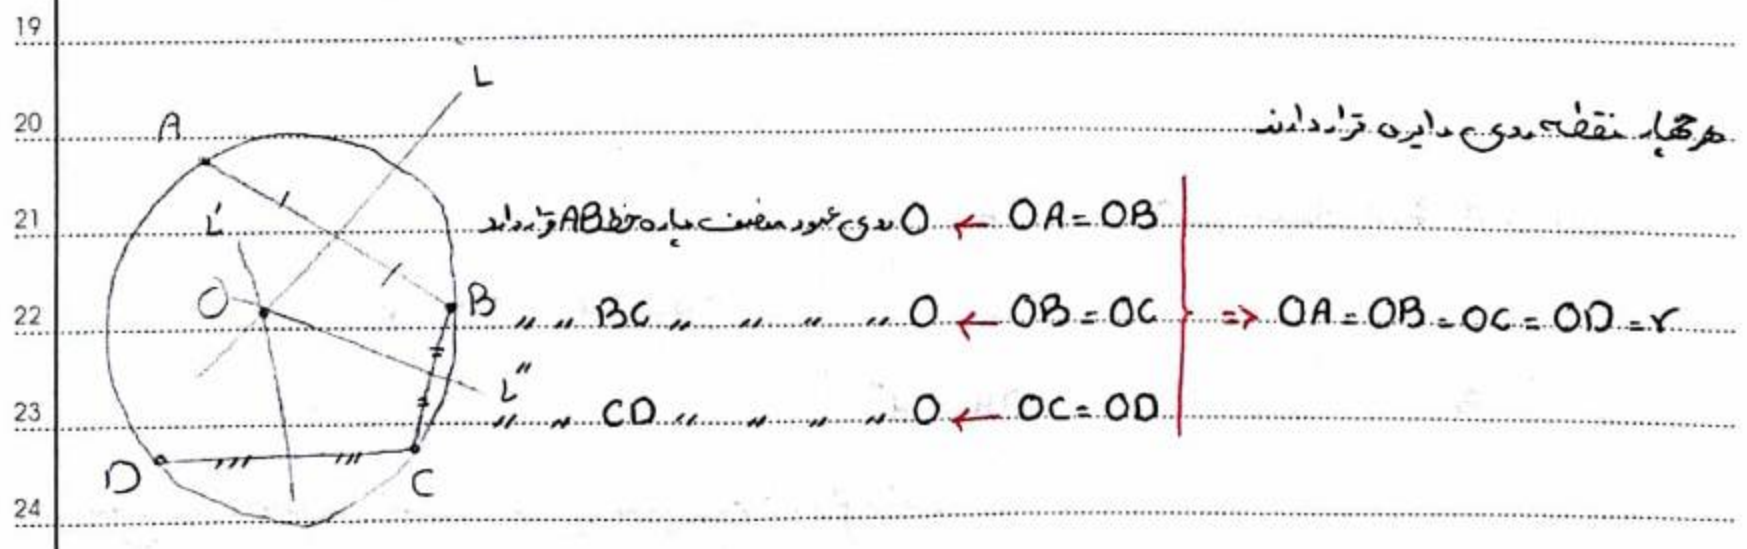 19
L
A
20
هر چهار نقطه روی دایره قرار دارند
L'
21
OA = OB ← O روی عمود منصف پاره خط AB قرار دارد
O
B
22
OB = OC ← O 〃 〃 〃 〃 BC 〃 〃
} => OA = OB = OC = OD = r
L"
23
OC = OD ← O 〃 〃 〃 〃 CD 〃 〃
D
C
24